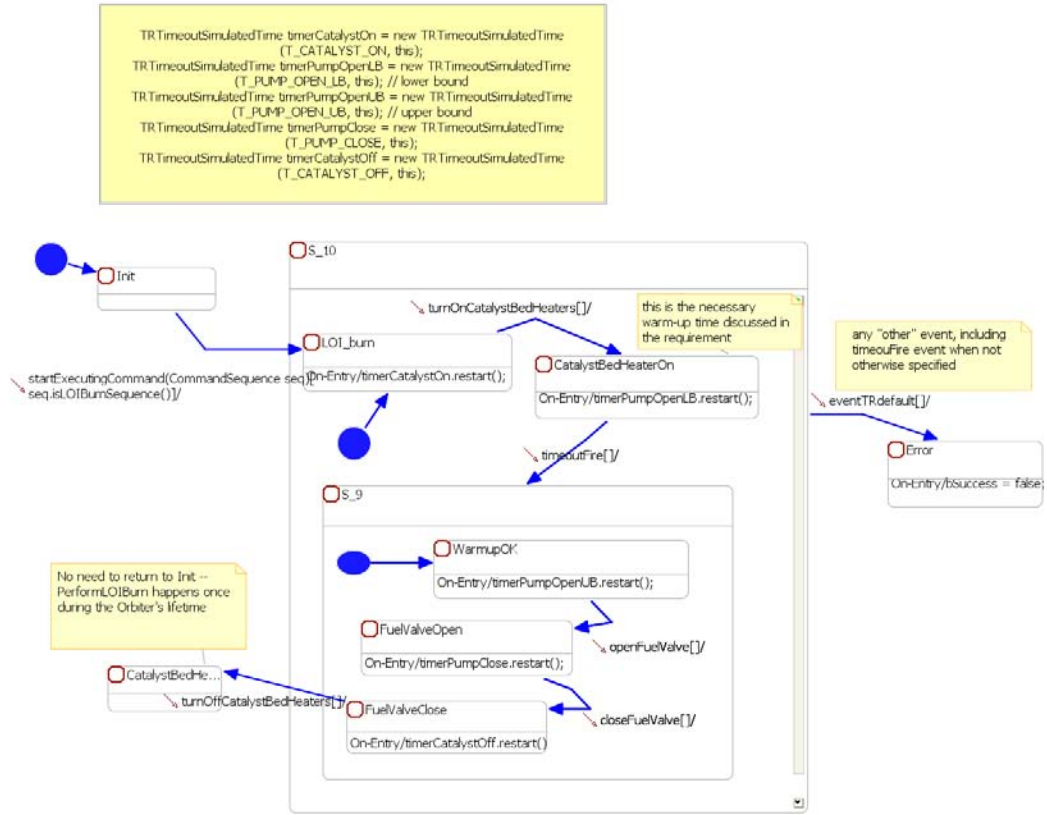 TRTimeoutSimulatedTime timerCatalystOn = new TRTimeoutSimulatedTime
(T_CATALYST_ON, this);
TRTimeoutSimulatedTime timerPumpOpenLB = new TRTimeoutSimulatedTime
(T_PUMP_OPEN_LB, this); // lower bound
TRTimeoutSimulatedTime timerPumpOpenUB = new TRTimeoutSimulatedTime
(T_PUMP_OPEN_UB, this); // upper bound
TRTimeoutSimulatedTime timerPumpClose = new TRTimeoutSimulatedTime
(T_PUMP_CLOSE, this);
TRTimeoutSimulatedTime timerCatalystOff = new TRTimeoutSimulatedTime
(T_CATALYST_OFF, this);
Init
S_10
turnOnCatalystBedHeaters[]/
this is the necessary
warm-up time discussed in
the requirement
any "other" event, including
timeouFire event when not
otherwise specified
LOI_burn
On-Entry/timerCatalystOn.restart();
startExecutingCommand(CommandSequence seq)[
seq.isLOIBurnSequence()]/
CatalystBedHeaterOn
On-Entry/timerPumpOpenLB.restart();
eventTRdefault[]/
Error
On-Entry/bSuccess = false;
timeoutFire[]/
S_9
WarmupOK
On-Entry/timerPumpOpenUB.restart();
No need to return to Init --
PerformLOIBurn happens once
during the Orbiter's lifetime
FuelValveOpen
On-Entry/timerPumpClose.restart();
openFuelValve[]/
CatalystBedHe...
turnOffCatalystBedHeaters[]/
FuelValveClose
On-Entry/timerCatalystOff.restart()
closeFuelValve[]/